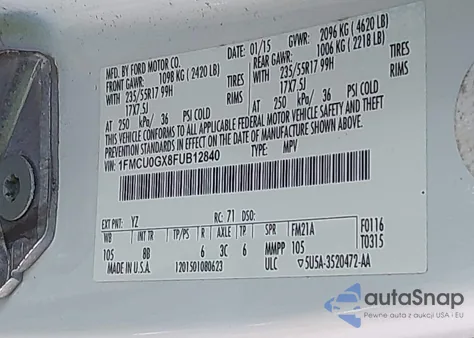 MFD. BY FORD MOTOR CO.
DATE: 01/15 GVWR: 2096 KG ( 4620 LB)
FRONT GAWR: 1098 KG ( 2420 LB)
REAR GAWR: 1006 KG ( 2218 LB)
WITH 235/55R17 99H TIRES
WITH 235/55R17 99H TIRES
17X7.5J RIMS
17X7.5J RIMS
AT 250 kPa/ 36 PSI COLD
AT 250 kPa/ 36 PSI COLD
THIS VEHICLE CONFORMS TO ALL APPLICABLE FEDERAL MOTOR VEHICLE SAFETY AND THEFT
PREVENTION STANDARDS IN EFFECT ON THE DATE OF MANUFACTURE SHOWN ABOVE.
VIN: 1FMCU0GX8FUB12840
TYPE: MPV
EXT PNT: YZ RC: 71 DSO: F0116
WB INT TR TP/PS R AXLE TR SPR FM21A T0315
105 8B 6 3C 6 MMPP 105
MADE IN U.S.A. 1201501080623 ULC 5U5A-3520472-AA
autoSnap
Pewne auta z aukcji USA - EU